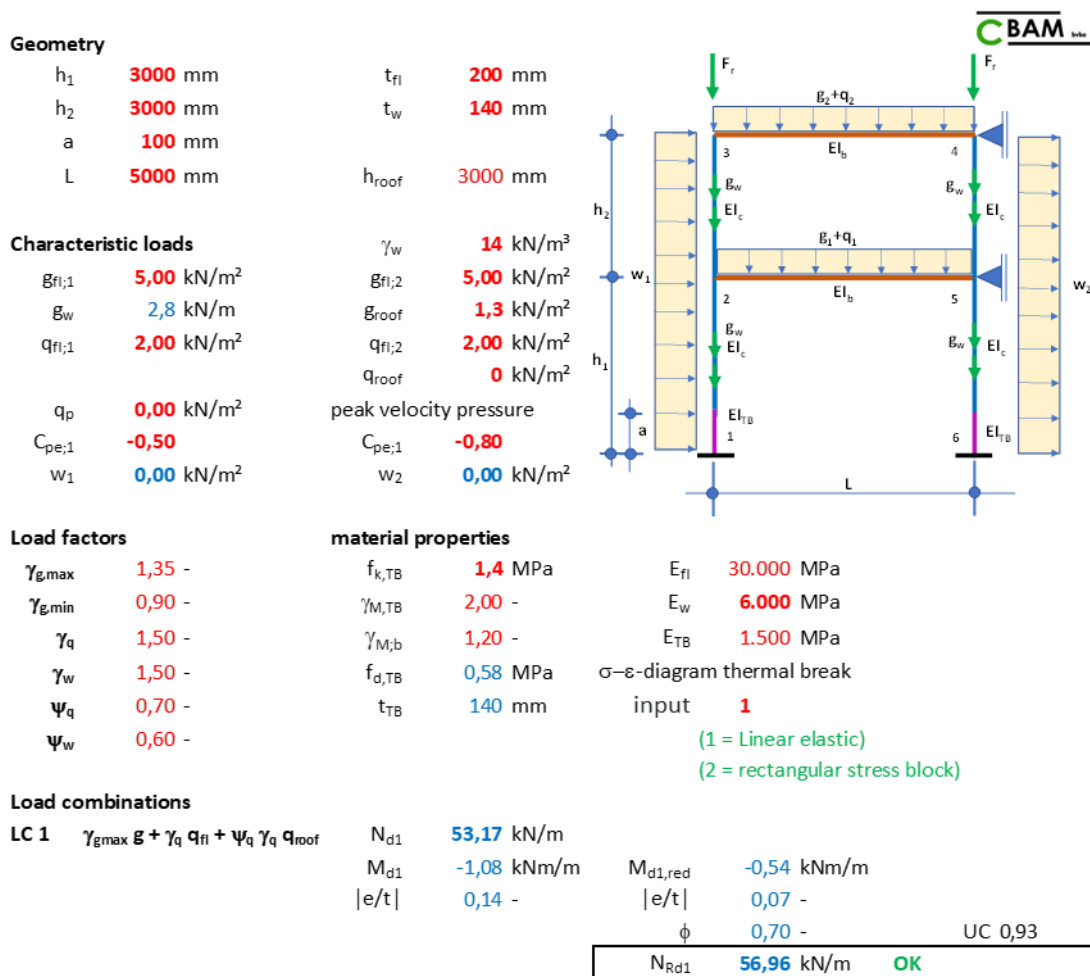 CBAM bvba
Geometry
h1 3000 mm tfl 200 mm
h2 3000 mm tw 140 mm
a 100 mm
L 5000 mm hroof 3000 mm
Characteristic loads γw 14 kN/m³
gfl;1 5,00 kN/m² gfl;2 5,00 kN/m²
gw 2,8 kN/m groof 1,3 kN/m²
qfl;1 2,00 kN/m² qfl;2 2,00 kN/m²
qroof 0 kN/m²
qp 0,00 kN/m² peak velocity pressure
Cpe;1 -0,50 Cpe;1 -0,80
w1 0,00 kN/m² w2 0,00 kN/m²
Fr Fr
g2+q2
3 EIb 4
gw gw
h2 EIc EIc
g1+q1
w1 EIb w2
2 5
gw gw
h1 EIc EIc
a EITB EITB
1 6
L
Load factors material properties
γg,max 1,35 - fk,TB 1,4 MPa Efl 30.000 MPa
γg,min 0,90 - γM,TB 2,00 - Ew 6.000 MPa
γq 1,50 - γM;b 1,20 - ETB 1.500 MPa
γw 1,50 - fd,TB 0,58 MPa σ–ε-diagram thermal break
ψq 0,70 - tTB 140 mm input 1
ψw 0,60 - (1 = Linear elastic)
(2 = rectangular stress block)
Load combinations
LC 1 γgmax g + γq qfl + ψq γq qroof Nd1 53,17 kN/m
Md1 -1,08 kNm/m Md1,red -0,54 kNm/m
|e/t| 0,14 - |e/t| 0,07 -
ϕ 0,70 - UC 0,93
NRd1 56,96 kN/m OK